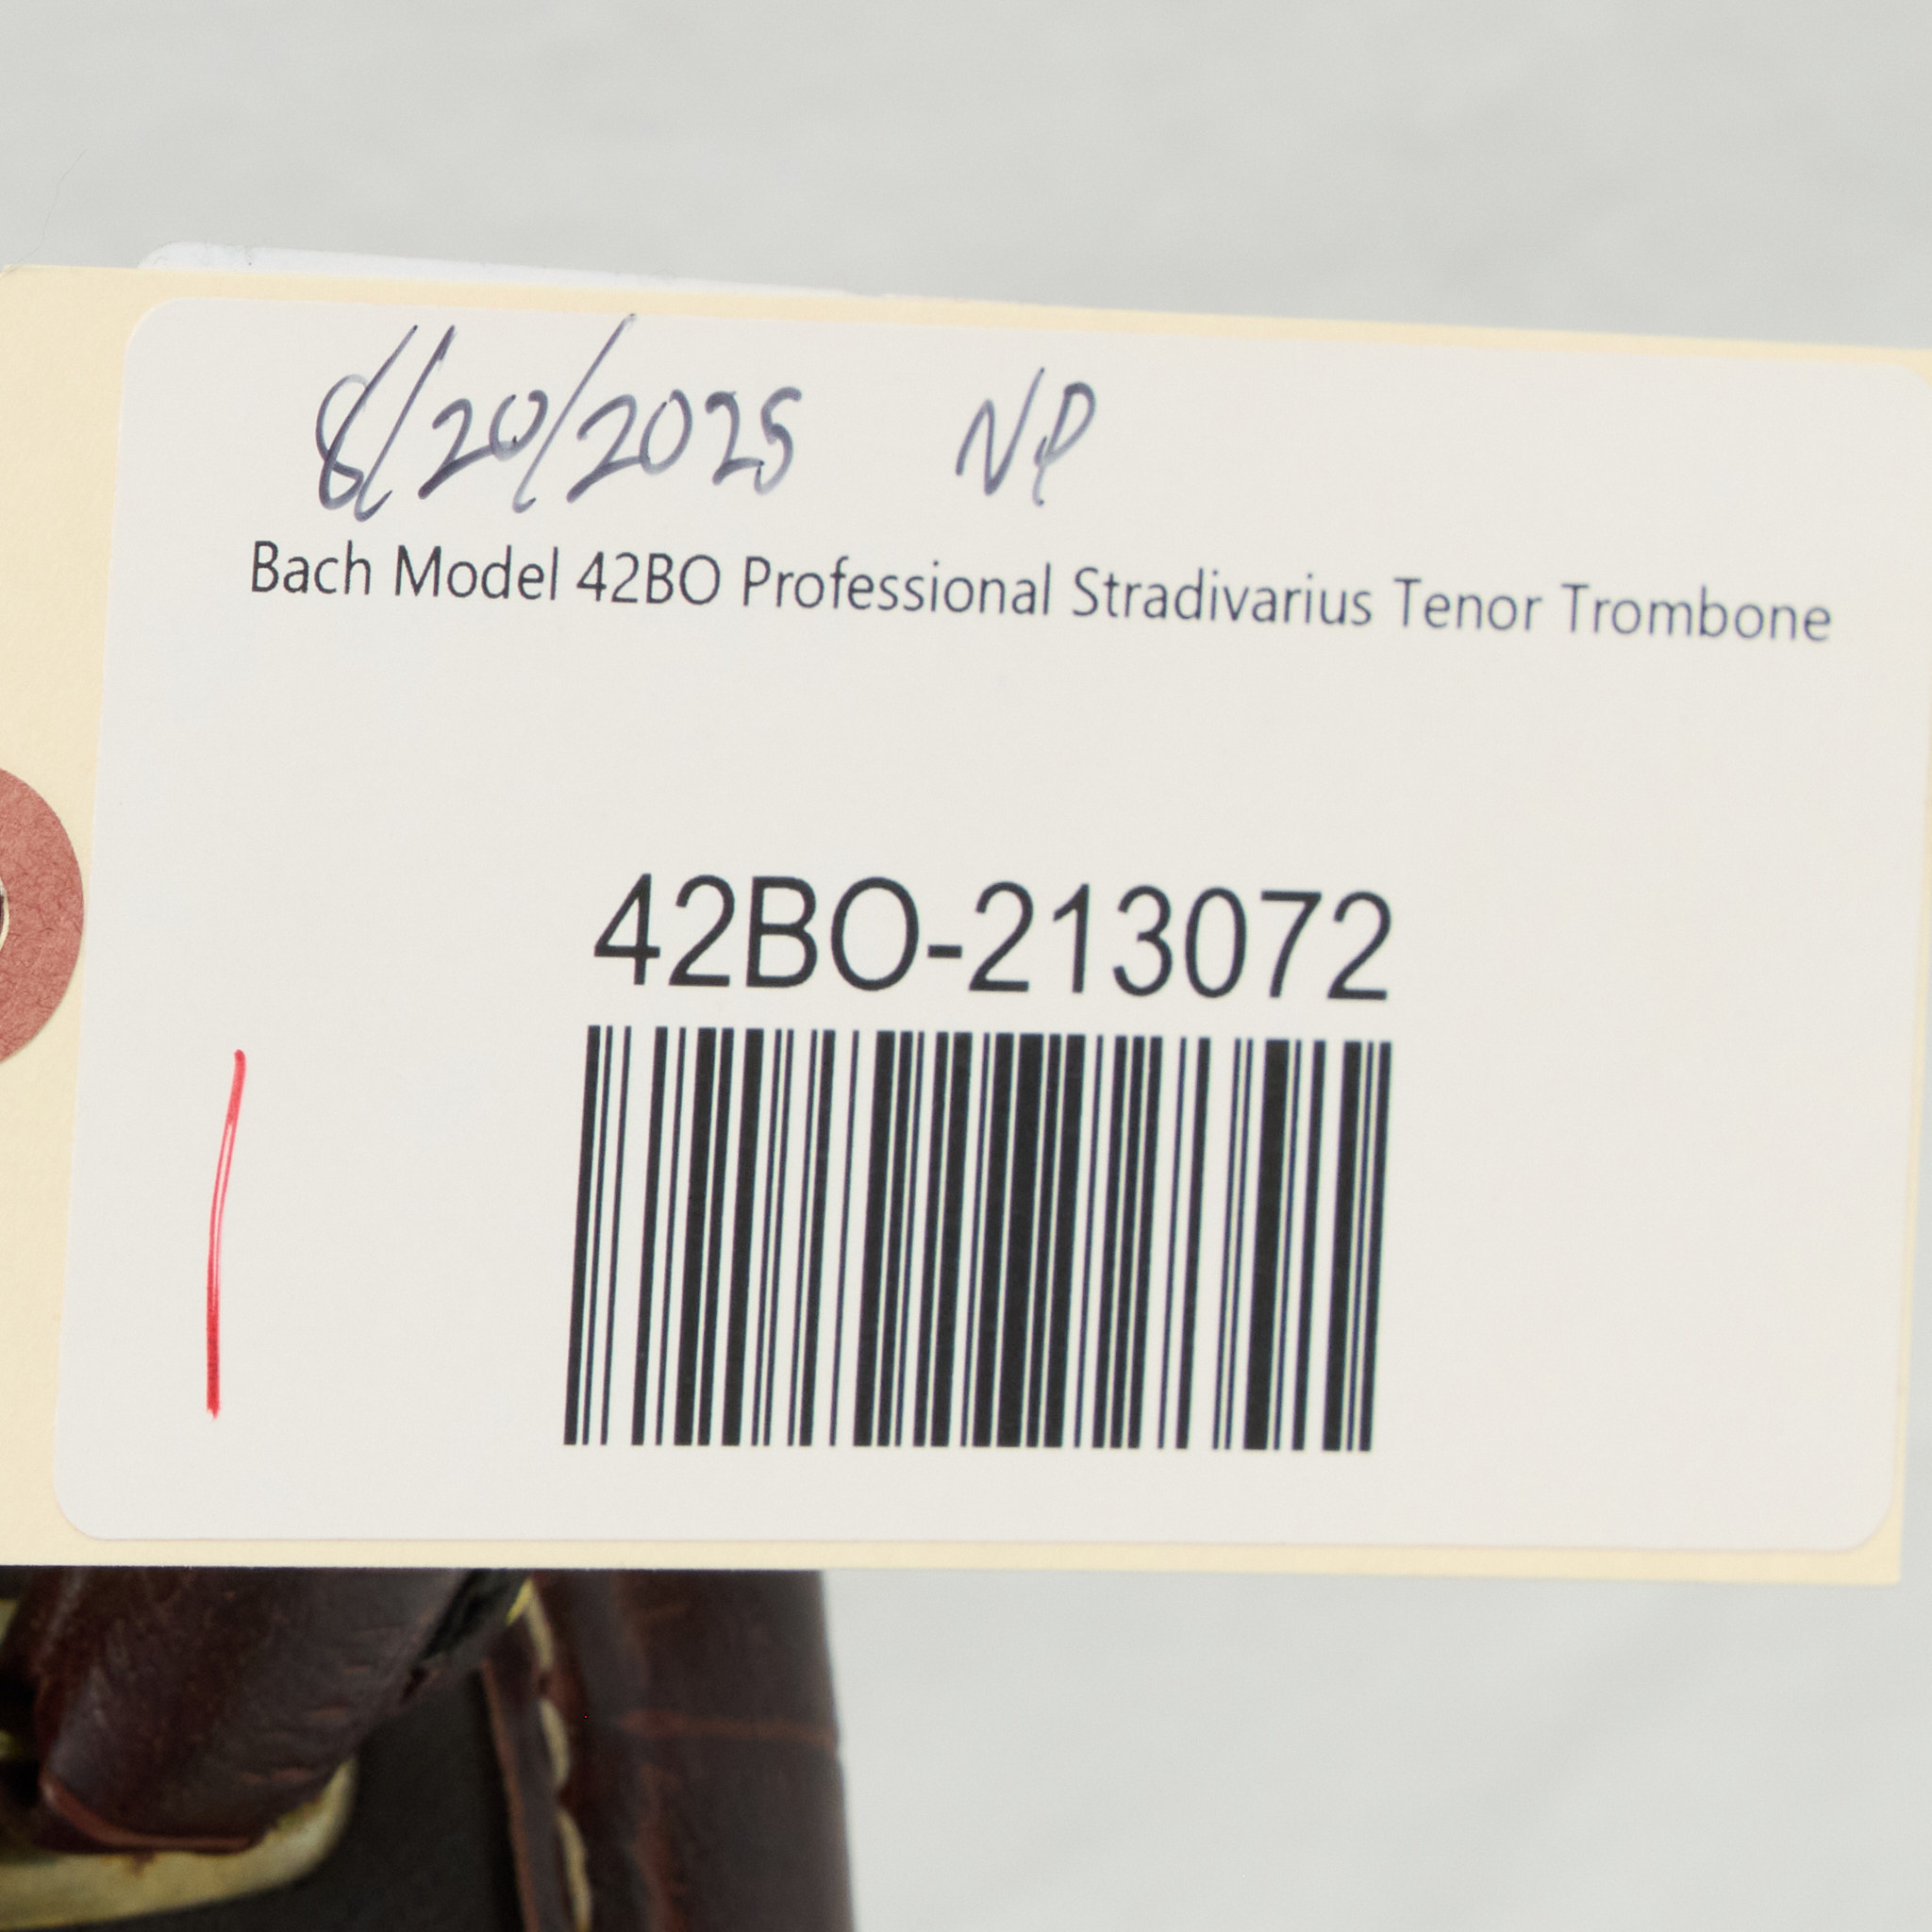 8/20/2025 NP
Bach Model 42BO Professional Stradivarius Tenor Trombone
42BO-213072